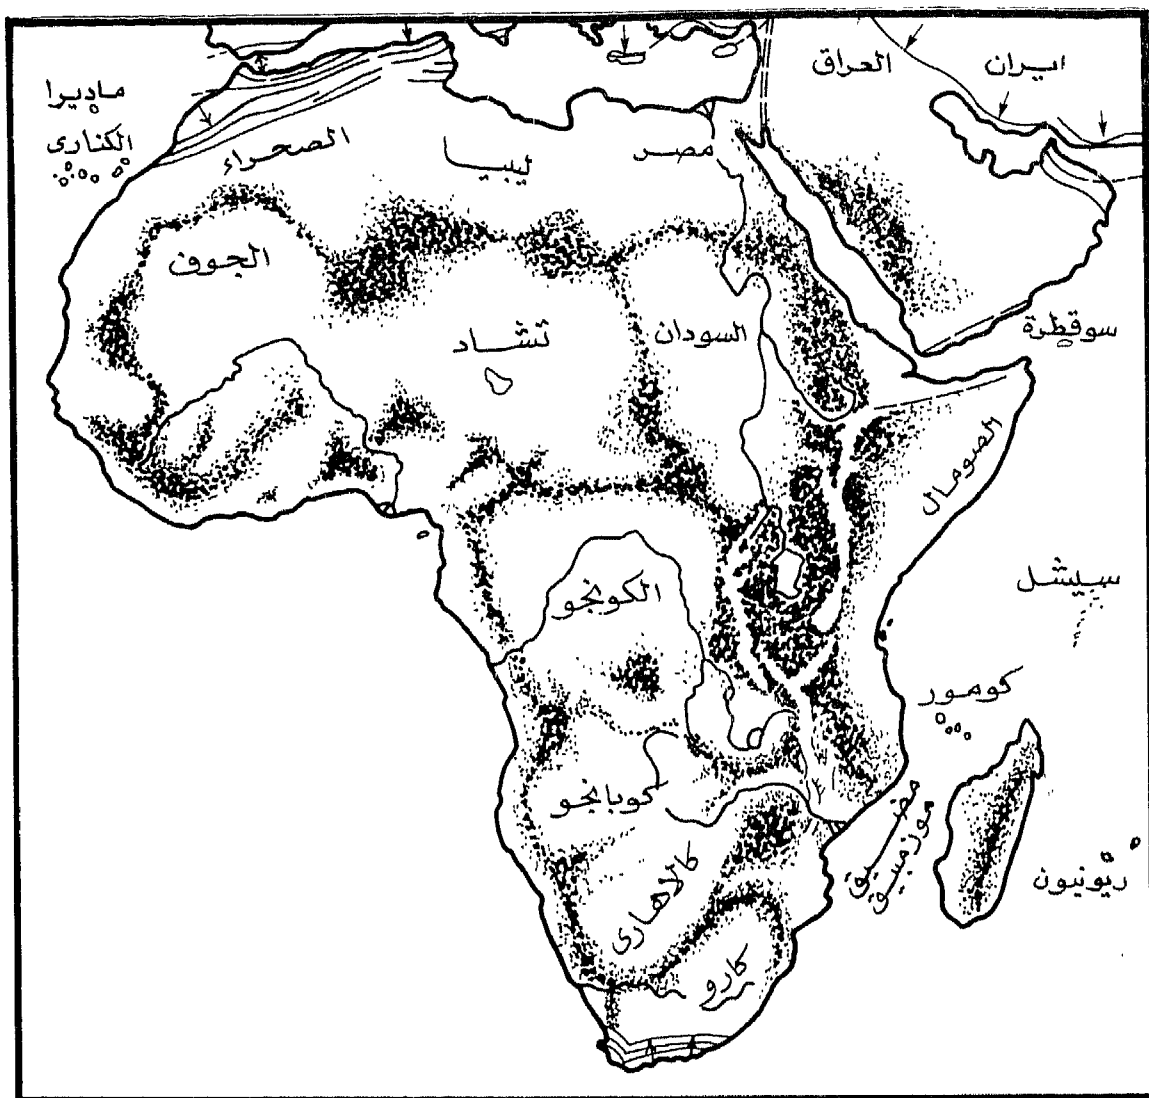 ايران
العراق
ماديرا
الكنارى
الصحراء
ليبيا
مصر
الجوف
تشاد
السودان
سوقطرة
الصومال
سيشل
الكونجو
كومور
كوبانجو
مضيق
موزمبيق
كالاهارى
ريونيون
كارو